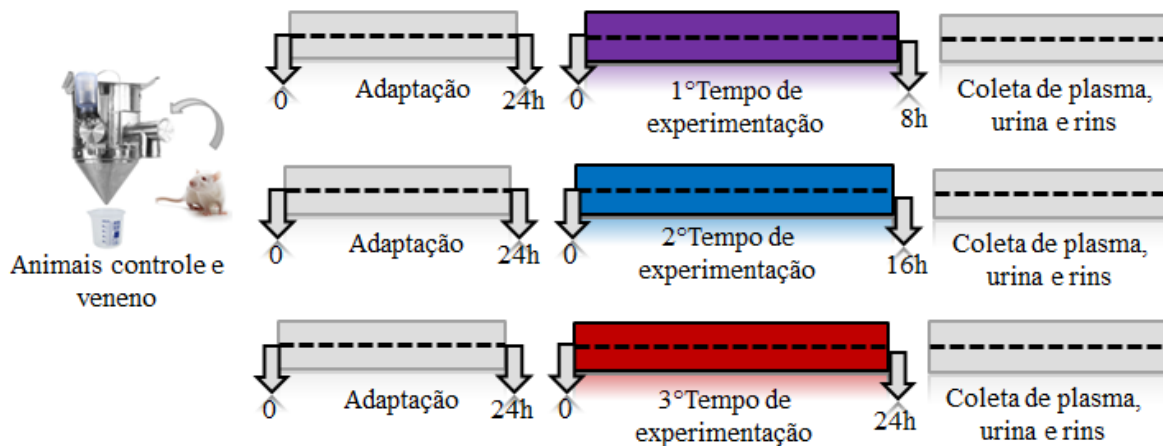 Animais controle e
veneno
0
Adaptação
24h
0
1°Tempo de
experimentação
8h
Coleta de plasma,
urina e rins
0
Adaptação
24h
0
2°Tempo de
experimentação
16h
Coleta de plasma,
urina e rins
0
Adaptação
24h
0
3°Tempo de
experimentação
24h
Coleta de plasma,
urina e rins